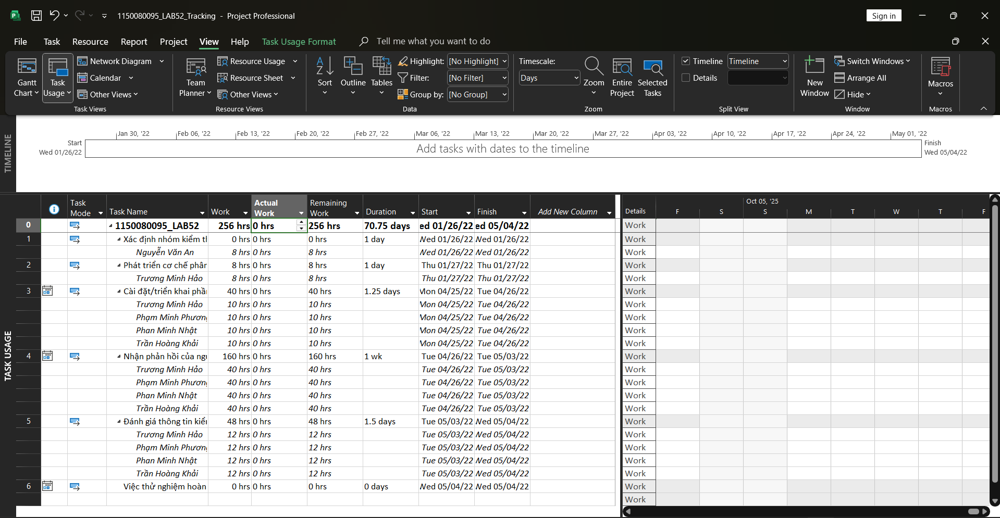 1150080095_LAB52_Tracking - Project Professional
Sign in
File Task Resource Report Project View Help Task Usage Format Tell me what you want to do
Gantt Chart
Task Usage
Network Diagram
Calendar
Other Views
Task Views
Team Planner
Resource Usage
Resource Sheet
Other Views
Resource Views
Sort
Outline
Tables
Highlight: [No Highlight]
Filter: [No Filter]
Group by: [No Group]
Data
Timescale:
Days
Zoom
Entire Project
Selected Tasks
Zoom
Timeline Timeline
Details
Split View
New Window
Switch Windows
Arrange All
Hide
Window
Macros
Macros
TIMELINE
Jan 30, '22 Feb 06, '22 Feb 13, '22 Feb 20, '22 Feb 27, '22 Mar 06, '22 Mar 13, '22 Mar 20, '22 Mar 27, '22 Apr 03, '22 Apr 10, '22 Apr 17, '22 Apr 24, '22 May 01, '22
Start
Wed 01/26/22
Add tasks with dates to the timeline
Finish
Wed 05/04/22
TASK USAGE
Task Mode Task Name Work Actual Work Remaining Work Duration Start Finish Add New Column
Details Oct 05, '25
F S S M T W T F
0 1150080095_LAB52 256 hrs 0 hrs 256 hrs 70.75 days ed 01/26/22 ed 05/04/22 Work
1 Xác định nhóm kiểm tl 0 hrs 0 hrs 0 hrs 1 day Wed 01/26/22 Wed 01/26/22 Work
Nguyễn Văn An 8 hrs 0 hrs 8 hrs Wed 01/26/22 Wed 01/26/22 Work
2 Phát triển cơ chế phân 8 hrs 0 hrs 8 hrs 1 day Thu 01/27/22 Thu 01/27/22 Work
Trương Minh Hảo 8 hrs 0 hrs 8 hrs Thu 01/27/22 Thu 01/27/22 Work
3 Cài đặt/triển khai phầ 40 hrs 0 hrs 40 hrs 1.25 days Mon 04/25/22 Tue 04/26/22 Work
Trương Minh Hảo 10 hrs 0 hrs 10 hrs Mon 04/25/22 Tue 04/26/22 Work
Phạm Minh Phương 10 hrs 0 hrs 10 hrs Mon 04/25/22 Tue 04/26/22 Work
Phan Minh Nhật 10 hrs 0 hrs 10 hrs Mon 04/25/22 Tue 04/26/22 Work
Trần Hoàng Khải 10 hrs 0 hrs 10 hrs Mon 04/25/22 Tue 04/26/22 Work
4 Nhận phản hồi của ngư 160 hrs 0 hrs 160 hrs 1 wk Tue 04/26/22 Tue 05/03/22 Work
Trương Minh Hảo 40 hrs 0 hrs 40 hrs Tue 04/26/22 Tue 05/03/22 Work
Phạm Minh Phương 40 hrs 0 hrs 40 hrs Tue 04/26/22 Tue 05/03/22 Work
Phan Minh Nhật 40 hrs 0 hrs 40 hrs Tue 04/26/22 Tue 05/03/22 Work
Trần Hoàng Khải 40 hrs 0 hrs 40 hrs Tue 04/26/22 Tue 05/03/22 Work
5 Đánh giá thông tin kiể 48 hrs 0 hrs 48 hrs 1.5 days Tue 05/03/22 Wed 05/04/22 Work
Trương Minh Hảo 12 hrs 0 hrs 12 hrs Tue 05/03/22 Wed 05/04/22 Work
Phạm Minh Phương 12 hrs 0 hrs 12 hrs Tue 05/03/22 Wed 05/04/22 Work
Phan Minh Nhật 12 hrs 0 hrs 12 hrs Tue 05/03/22 Wed 05/04/22 Work
Trần Hoàng Khải 12 hrs 0 hrs 12 hrs Tue 05/03/22 Wed 05/04/22 Work
6 Việc thử nghiệm hoàn 0 hrs 0 hrs 0 hrs 0 days Wed 05/04/22 Wed 05/04/22 Work
Work